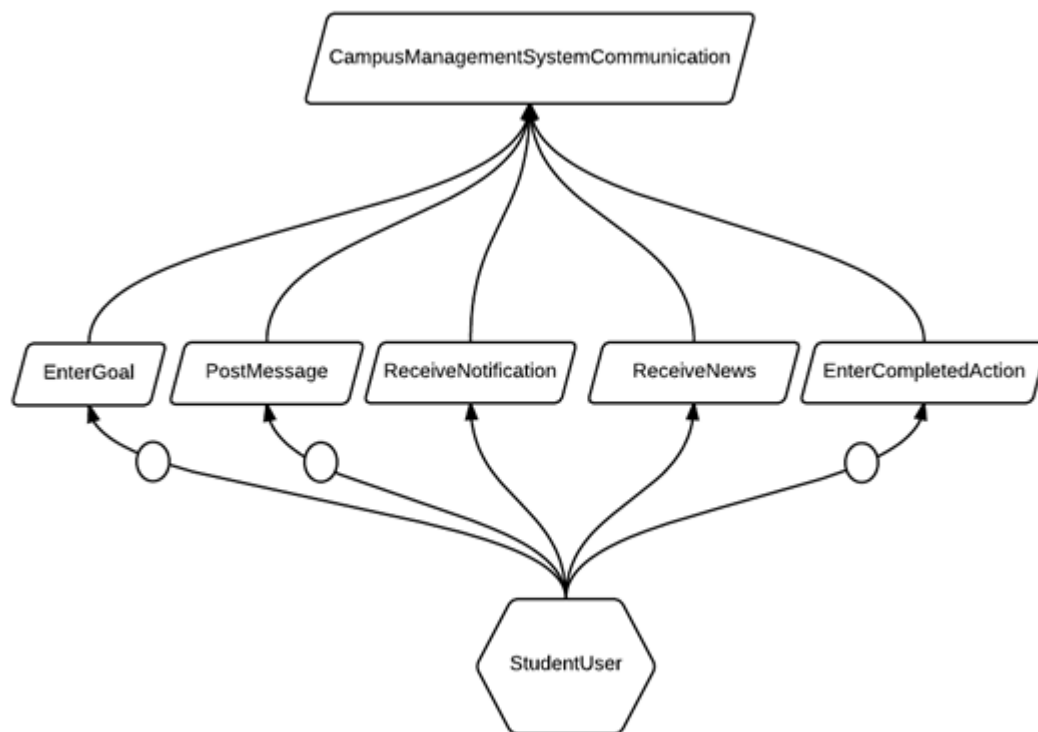 CampusManagementSystemCommunication
EnterGoal
PostMessage
ReceiveNotification
ReceiveNews
EnterCompletedAction
StudentUser